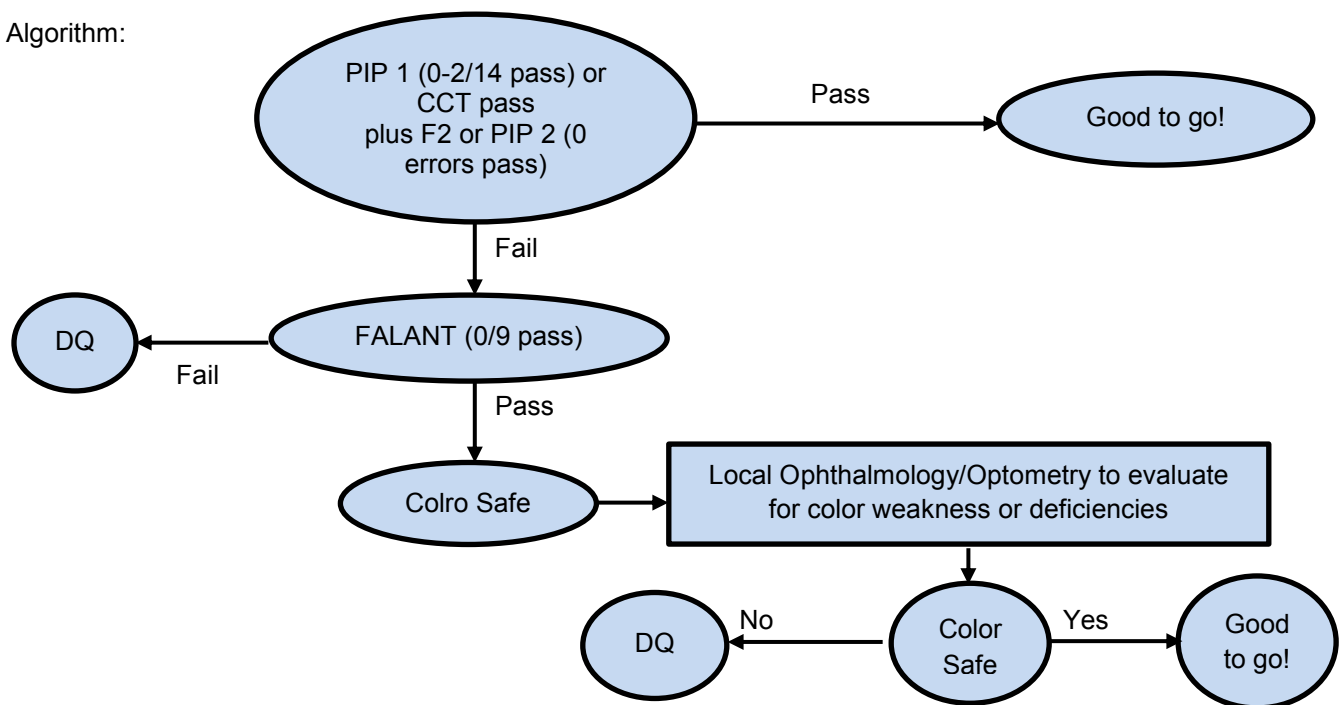 Algorithm:
PIP 1 (0-2/14 pass) or
CCT pass
plus F2 or PIP 2 (0
errors pass)
Pass
Good to go!
Fail
FALANT (0/9 pass)
DQ
Fail
Pass
Colro Safe
Local Ophthalmology/Optometry to evaluate
for color weakness or deficiencies
DQ
No
Color
Safe
Yes
Good
to go!